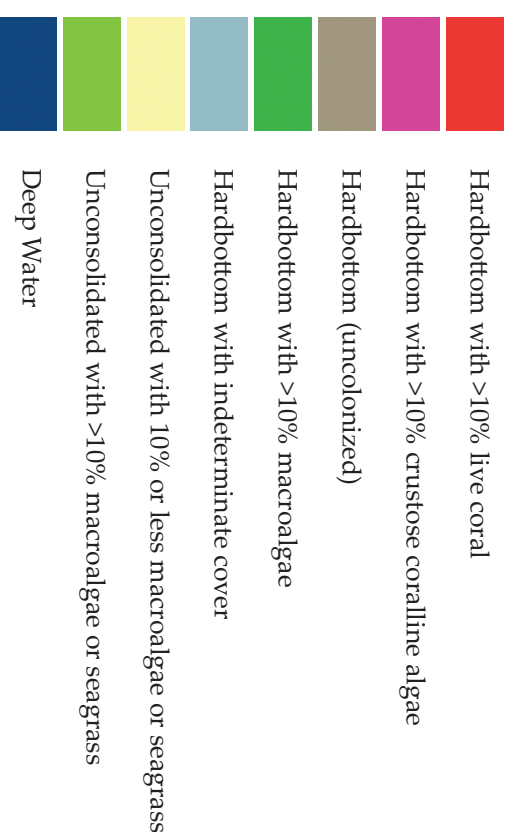 Hardbottom with >10% live coral
Hardbottom with >10% crustose coralline algae
Hardbottom (uncolonized)
Hardbottom with >10% macroalgae
Hardbottom with indeterminate cover
Unconsolidated with 10% or less macroalgae or seagrass
Unconsolidated with >10% macroalgae or seagrass
Deep Water